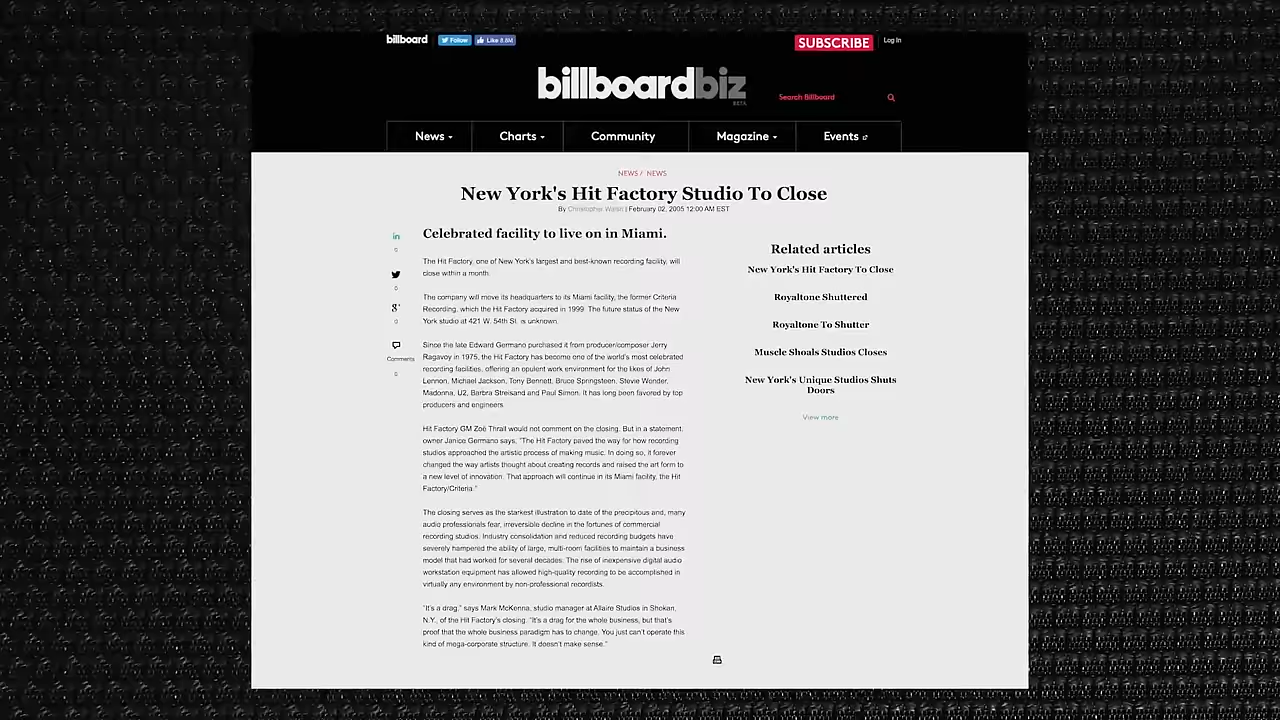 billboard
Follow
Like 8.8M
SUBSCRIBE
Log In
billboardbiz
BETA
Search Billboard
News
Charts
Community
Magazine
Events
NEWS / NEWS
New York's Hit Factory Studio To Close
By Christopher Walsh | February 02, 2005 12:00 AM EST
Celebrated facility to live on in Miami.
in
0
0
g+
0
Comments
0
The Hit Factory, one of New York's largest and best-known recording facility, will
close within a month.
The company will move its headquarters to its Miami facility, the former Criteria
Recording, which the Hit Factory acquired in 1999. The future status of the New
York studio at 421 W. 54th St. is unknown.
Since the late Edward Germano purchased it from producer/composer Jerry
Ragavoy in 1975, the Hit Factory has become one of the world's most celebrated
recording facilities, offering an opulent work environment for the likes of John
Lennon, Michael Jackson, Tony Bennett, Bruce Springsteen, Stevie Wonder,
Madonna, U2, Barbra Streisand and Paul Simon. It has long been favored by top
producers and engineers.
Hit Factory GM Zoë Thrall would not comment on the closing. But in a statement,
owner Janice Germano says, "The Hit Factory paved the way for how recording
studios approached the artistic process of making music. In doing so, it forever
changed the way artists thought about creating records and raised the art form to
a new level of innovation. That approach will continue in its Miami facility, the Hit
Factory/Criteria."
The closing serves as the starkest illustration to date of the precipitous and, many
audio professionals fear, irreversible decline in the fortunes of commercial
recording studios. Industry consolidation and reduced recording budgets have
severely hampered the ability of large, multi-room facilities to maintain a business
model that had worked for several decades. The rise of inexpensive digital audio
workstation equipment has allowed high-quality recording to be accomplished in
virtually any environment by non-professional recordists.
"It's a drag," says Mark McKenna, studio manager at Allaire Studios in Shokan,
N.Y., of the Hit Factory's closing. "It's a drag for the whole business, but that's
proof that the whole business paradigm has to change. You just can't operate this
kind of mega-corporate structure. It doesn't make sense."
Related articles
New York's Hit Factory To Close
Royaltone Shuttered
Royaltone To Shutter
Muscle Shoals Studios Closes
New York's Unique Studios Shuts
Doors
View more